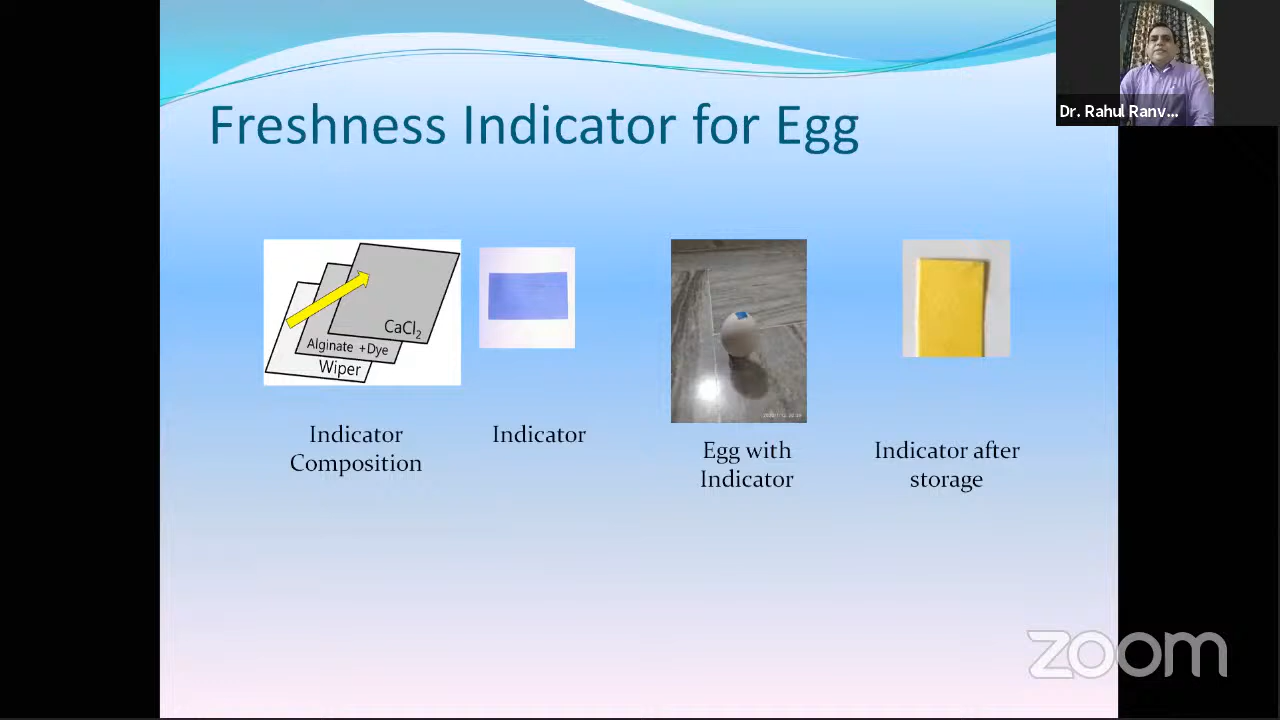 Dr. Rahul Ranv...
Freshness Indicator for Egg
CaCl₂
Alginate +Dye
Wiper
Indicator
Composition
Indicator
Egg with
Indicator
Indicator after
storage
zoom